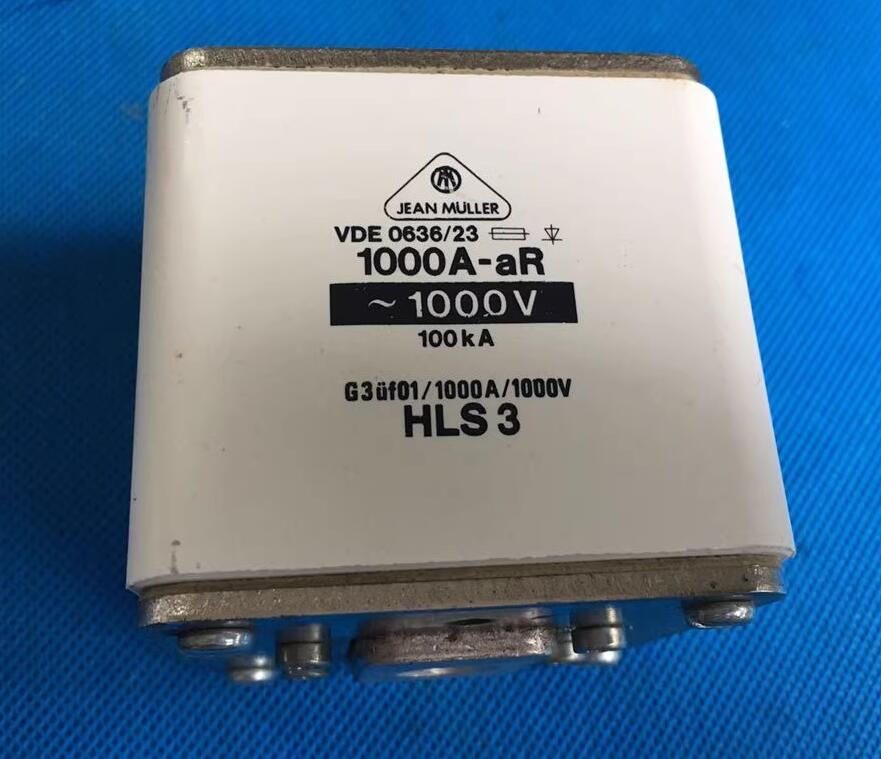 JEAN MÜLLER
VDE 0636/23
1000A-aR
~1000V
100kA
G3üf01/1000A/1000V
HLS 3